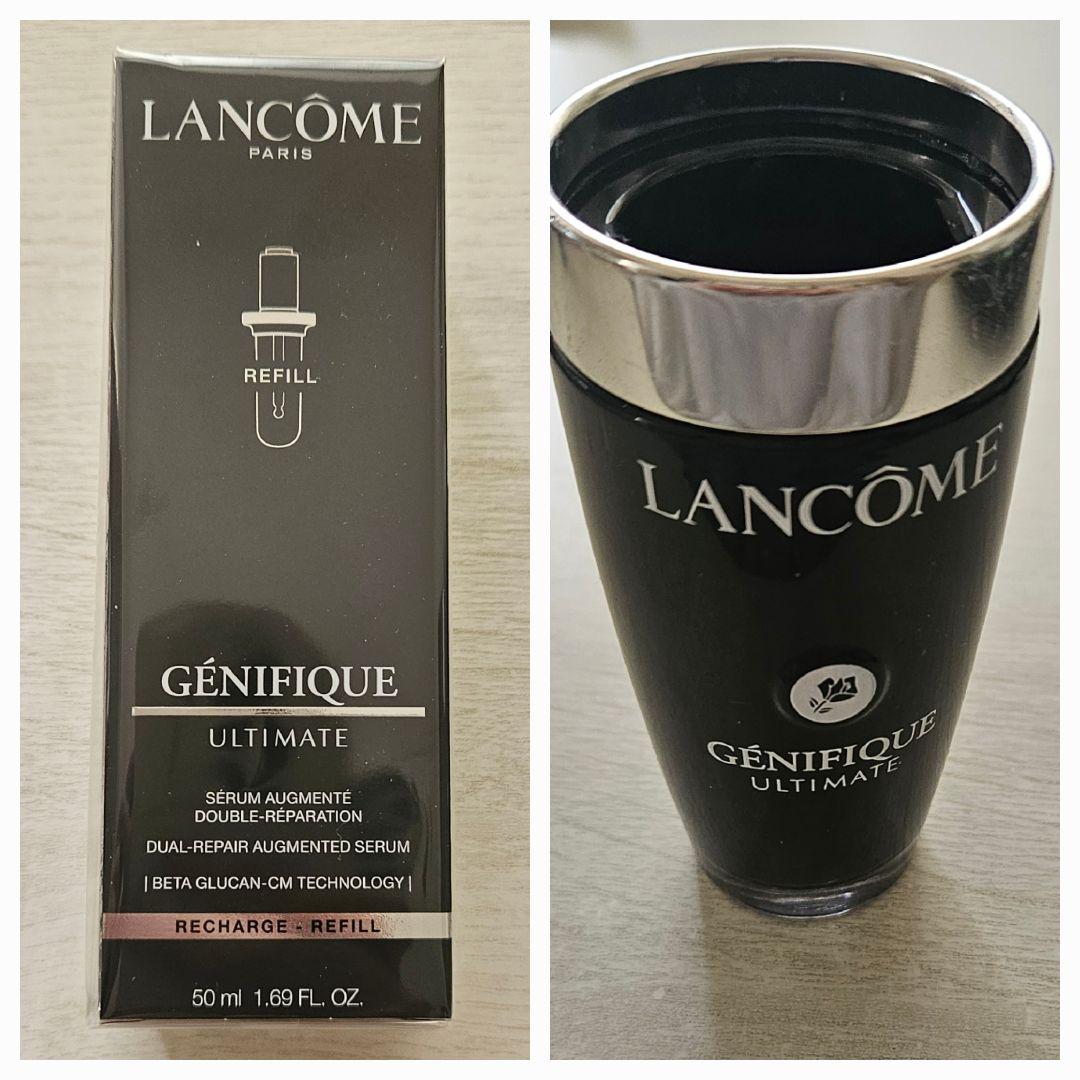 LANCÔME
PARIS
REFILL
GÉNIFIQUE
ULTIMATE
SÉRUM AUGMENTÉ
DOUBLE-RÉPARATION
DUAL-REPAIR AUGMENTED SERUM
| BETA GLUCAN-CM TECHNOLOGY |
RECHARGE - REFILL
50 ml 1.69 FL. OZ.
LANCÔME
GÉNIFIQUE
ULTIMATE